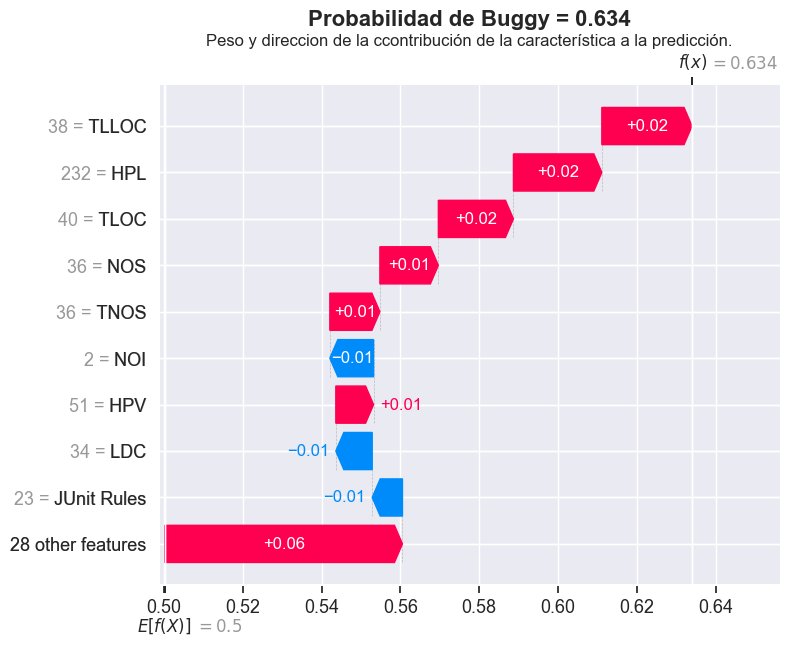 Probabilidad de Buggy = 0.634
Peso y direccion de la ccontribución de la característica a la predicción.
f(x) = 0.634
38 = TLLOC
+0.02
232 = HPL
+0.02
40 = TLOC
+0.02
36 = NOS
+0.01
36 = TNOS
+0.01
2 = NOI
−0.01
51 = HPV
+0.01
34 = LDC
−0.01
23 = JUnit Rules
−0.01
28 other features
+0.06
0.50 0.52 0.54 0.56 0.58 0.60 0.62 0.64
E[f(X)] = 0.5